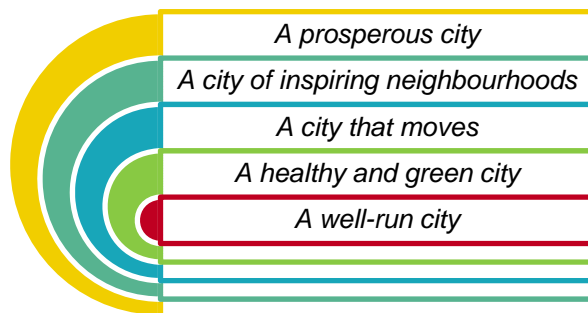 A prosperous city
A city of inspiring neighbourhoods
A city that moves
A healthy and green city
A well-run city